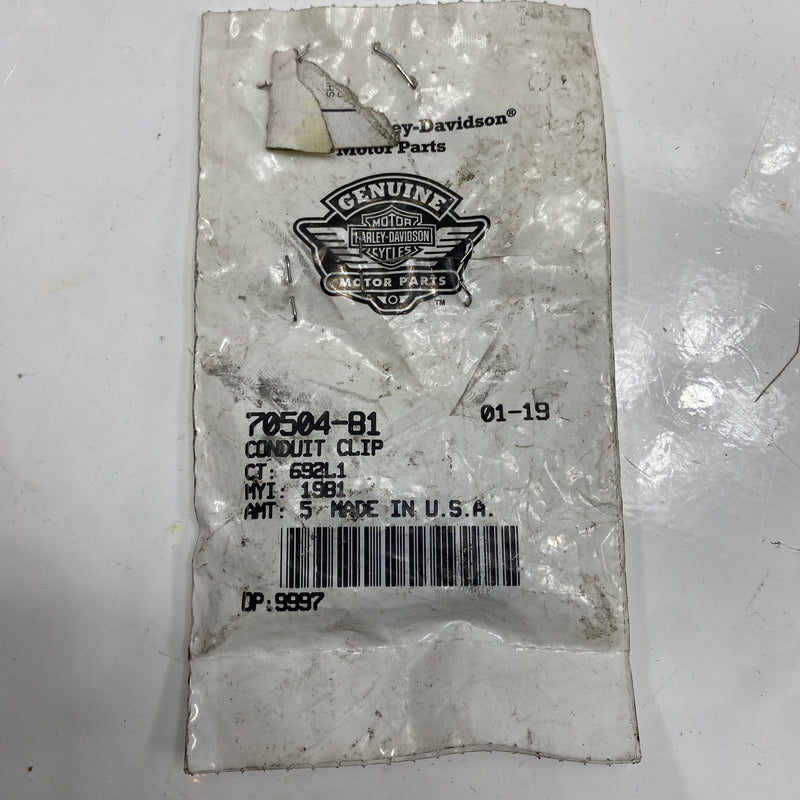 ey-Davidson®
Motor Parts
GENUINE
MOTOR
HARLEY-DAVIDSON
CYCLES
MOTOR PARTS
TM
70504-81
01-19
CONDUIT CLIP
CT: 692L1
MYI: 1981
AMT: 5 MADE IN U.S.A.
OP:9997